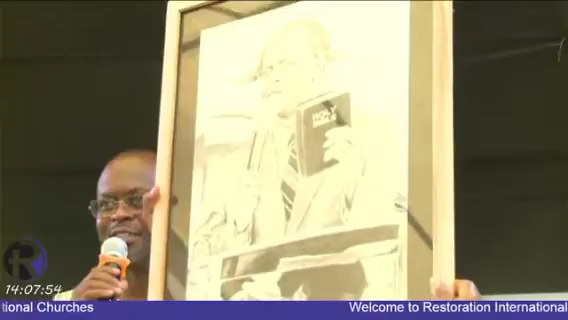 HOLY
BIBLE
R
14:07:54
tional Churches
Welcome to Restoration International